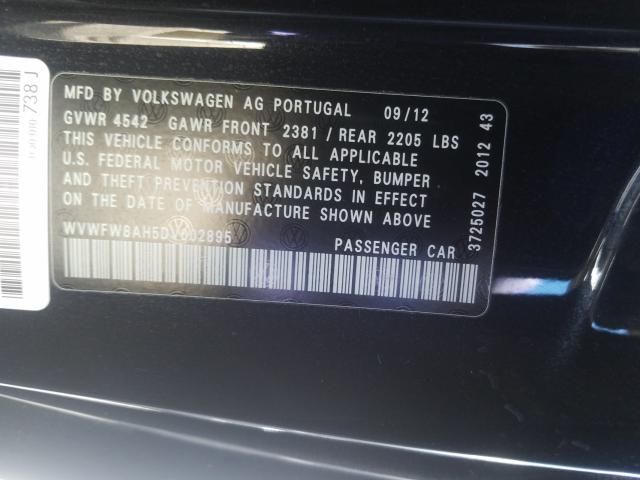 MFD BY VOLKSWAGEN AG PORTUGAL 09/12
GVWR 4542 GAWR FRONT 2381 / REAR 2205 LBS
THIS VEHICLE CONFORMS TO ALL APPLICABLE
U.S. FEDERAL MOTOR VEHICLE SAFETY, BUMPER
AND THEFT PREVENTION STANDARDS IN EFFECT
ON THE DATE OF MANUFACTURE SHOWN ABOVE
WVWFW8AH5DV002895 PASSENGER CAR
3725027 2012 43
738J